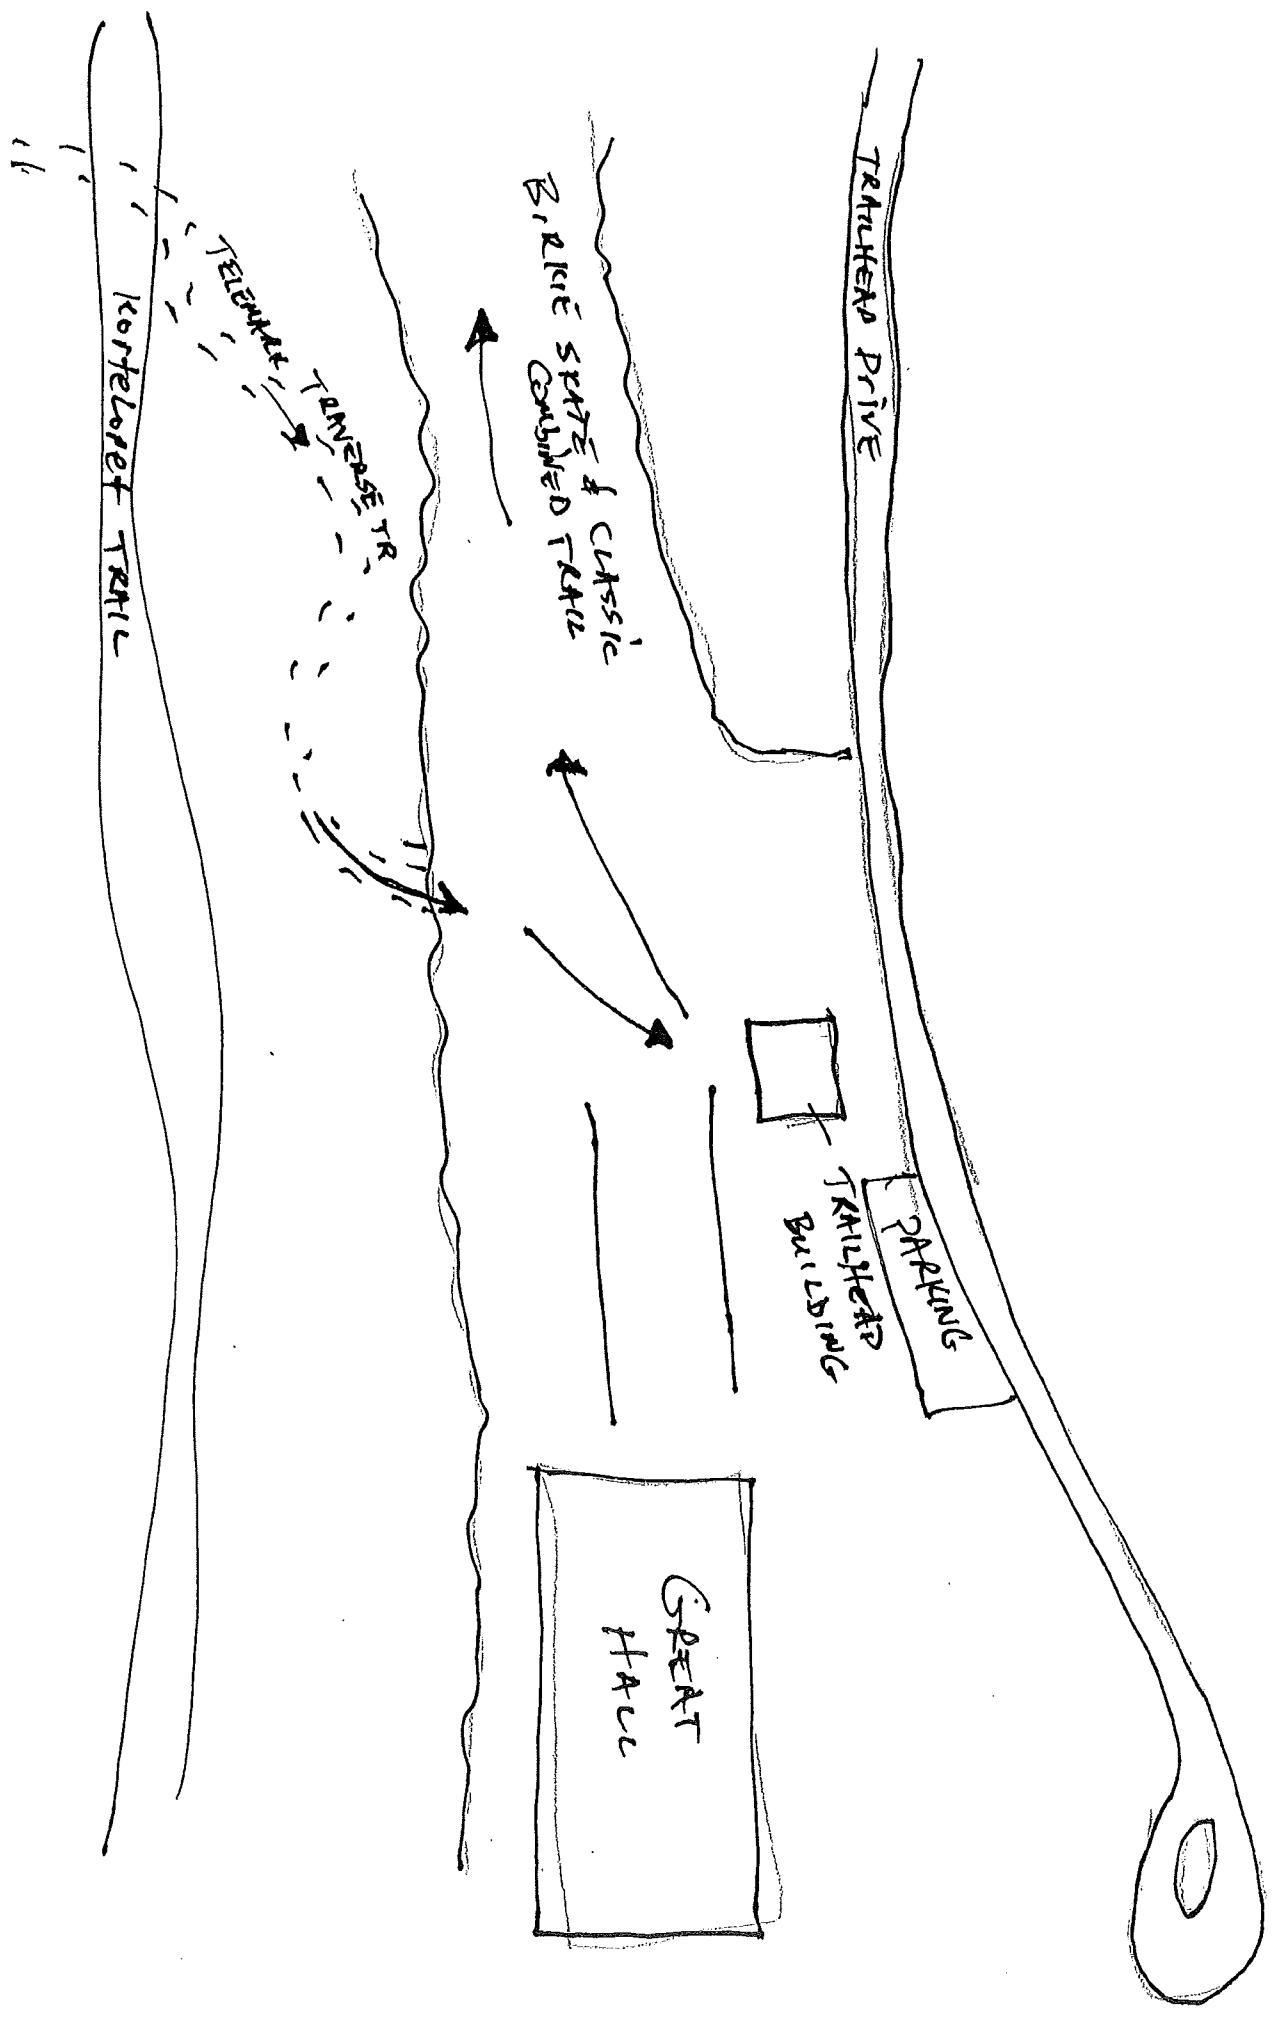 TRAILHEAD DRIVE
BIRKIE SKATE & CLASSIC
COMBINED TRAIL
TELEMARK TRAVERSE TR
KORTELOPET TRAIL
TRAILHEAD
BUILDING
PARKING
GREAT
HALL